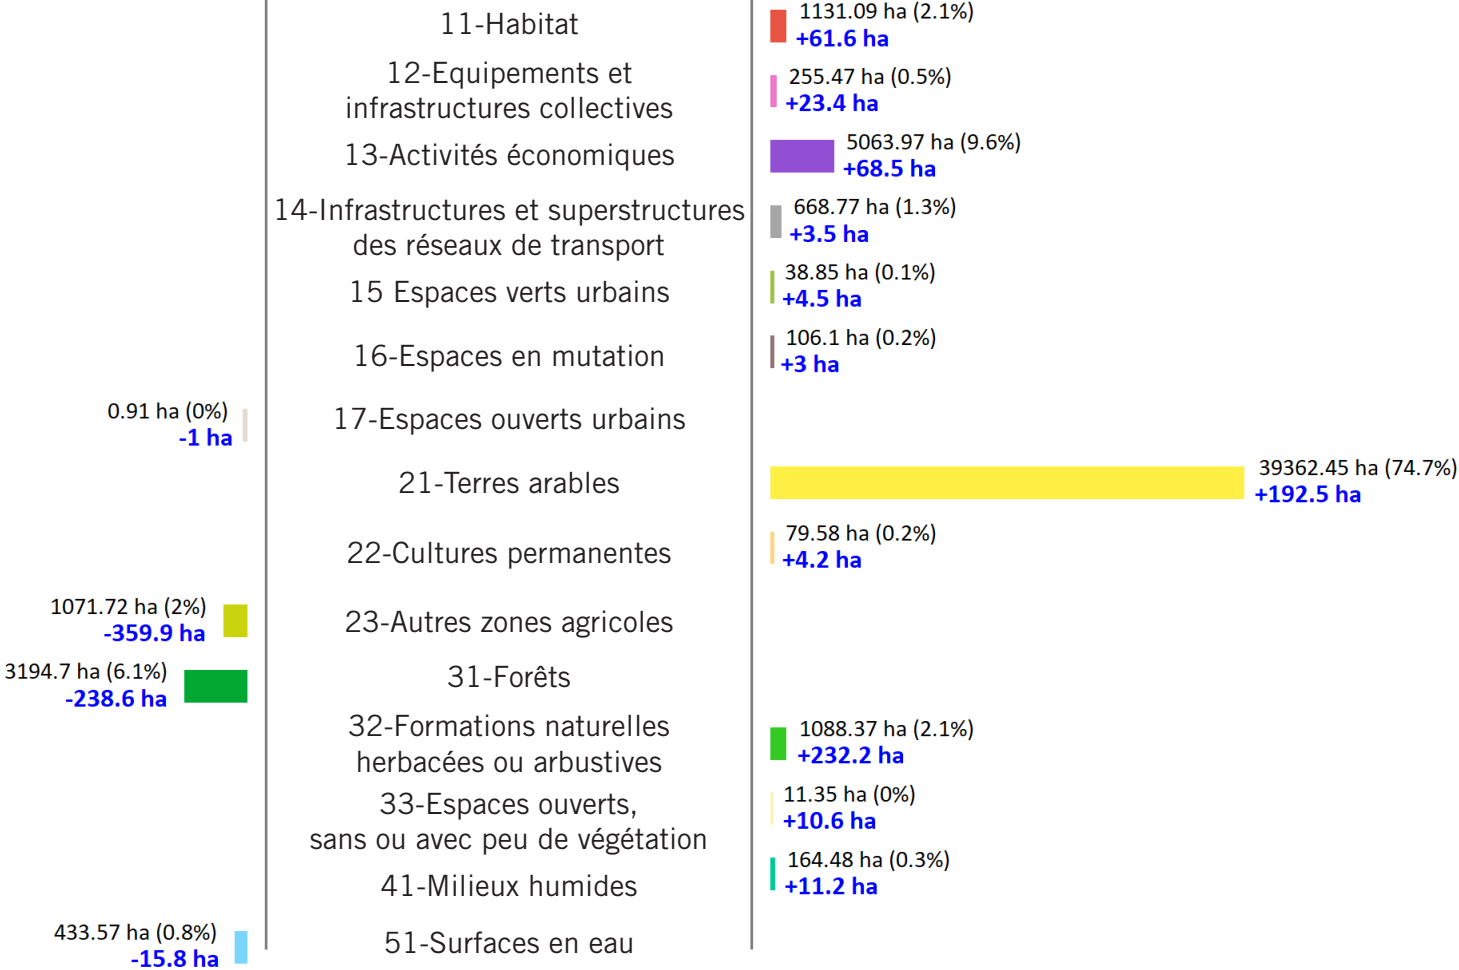 11-Habitat
1131.09 ha (2.1%)
+61.6 ha
12-Equipements et
infrastructures collectives
255.47 ha (0.5%)
+23.4 ha
13-Activités économiques
5063.97 ha (9.6%)
+68.5 ha
14-Infrastructures et superstructures
des réseaux de transport
668.77 ha (1.3%)
+3.5 ha
15 Espaces verts urbains
38.85 ha (0.1%)
+4.5 ha
16-Espaces en mutation
106.1 ha (0.2%)
+3 ha
0.91 ha (0%)
-1 ha
17-Espaces ouverts urbains
21-Terres arables
39362.45 ha (74.7%)
+192.5 ha
22-Cultures permanentes
79.58 ha (0.2%)
+4.2 ha
1071.72 ha (2%)
-359.9 ha
23-Autres zones agricoles
3194.7 ha (6.1%)
-238.6 ha
31-Forêts
32-Formations naturelles
herbacées ou arbustives
1088.37 ha (2.1%)
+232.2 ha
33-Espaces ouverts,
sans ou avec peu de végétation
11.35 ha (0%)
+10.6 ha
41-Milieux humides
164.48 ha (0.3%)
+11.2 ha
433.57 ha (0.8%)
-15.8 ha
51-Surfaces en eau